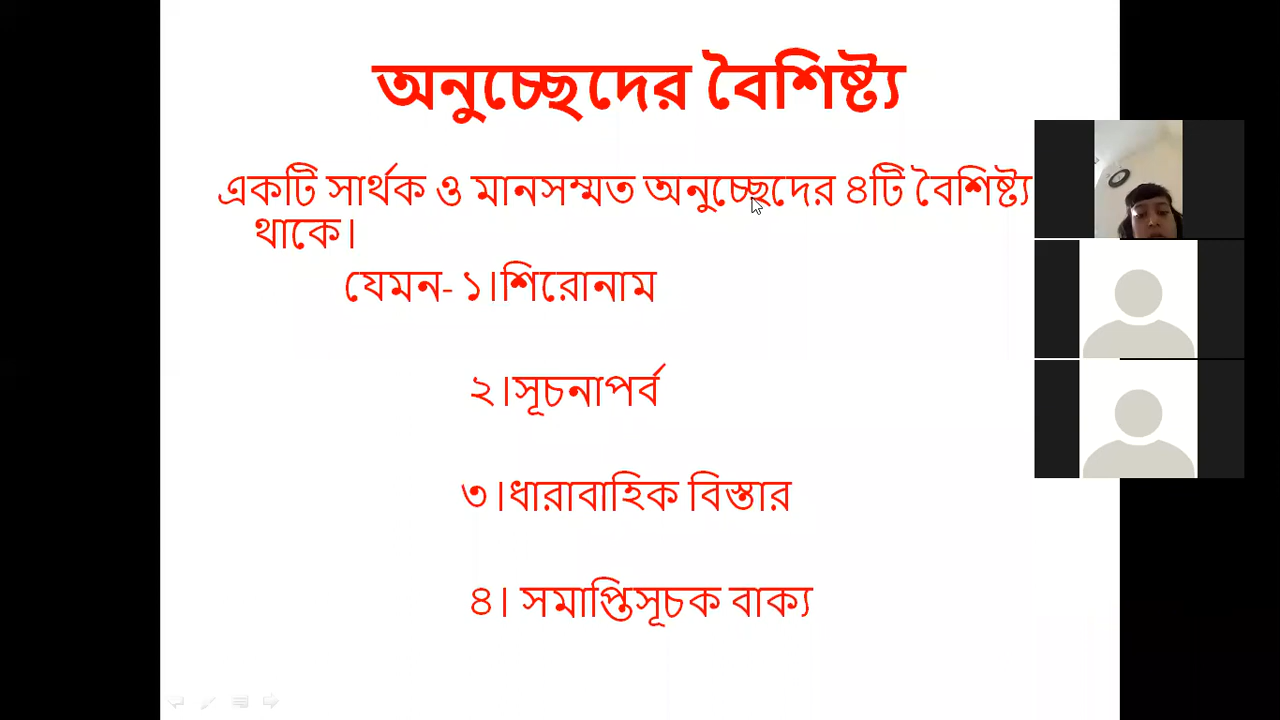 অনুচ্ছেদের বৈশিষ্ট্য
একটি সার্থক ও মানসম্মত অনুচ্ছেদের ৪টি বৈশিষ্ট্য
থাকে।
যেমন- ১।শিরোনাম
২।সূচনাপর্ব
৩।ধারাবাহিক বিস্তার
৪। সমাপ্তিসূচক বাক্য